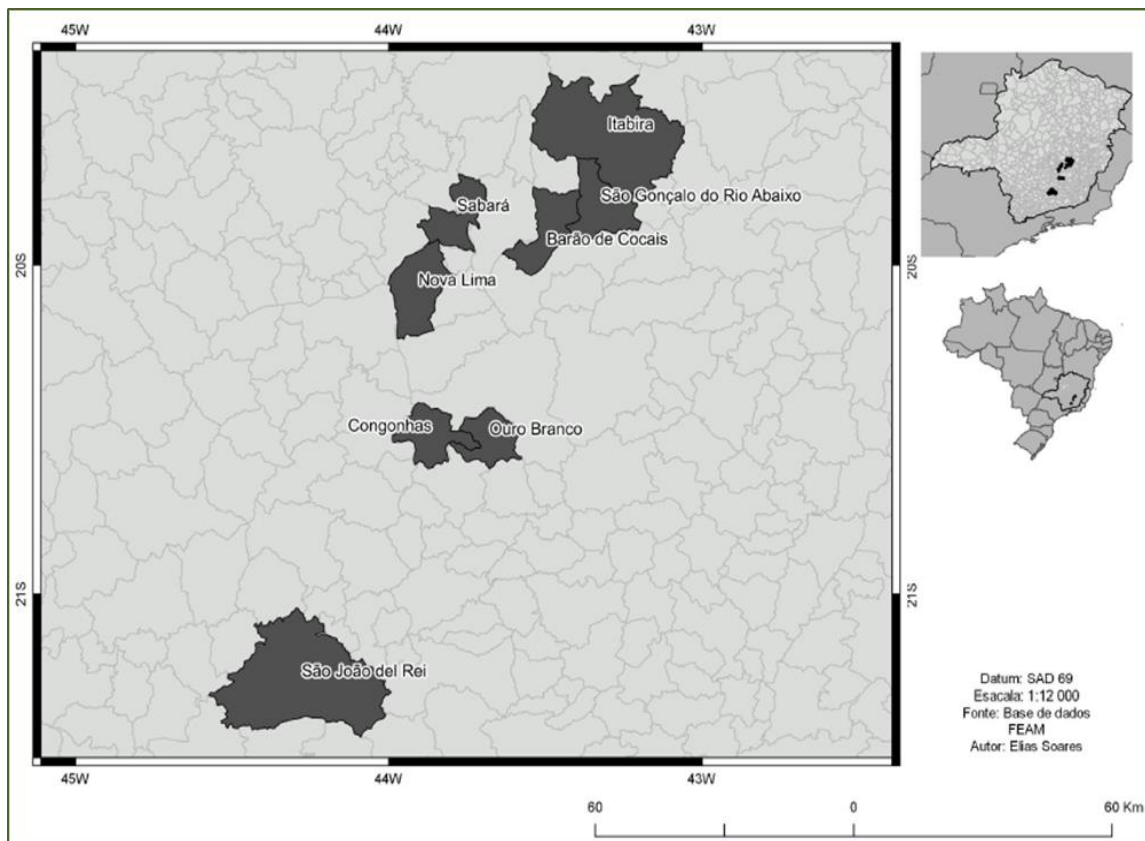 45W 44W 43W
Itabira
São Gonçalo do Rio Abaixo
Sabará
Barão de Cocais
20S 20S
Nova Lima
Congonhas
Ouro Branco
21S 21S
São João del Rei
45W 44W 43W
Datum: SAD 69
Esacala: 1:12 000
Fonte: Base de dados
FEAM
Autor: Elias Soares
60 0 60 Km